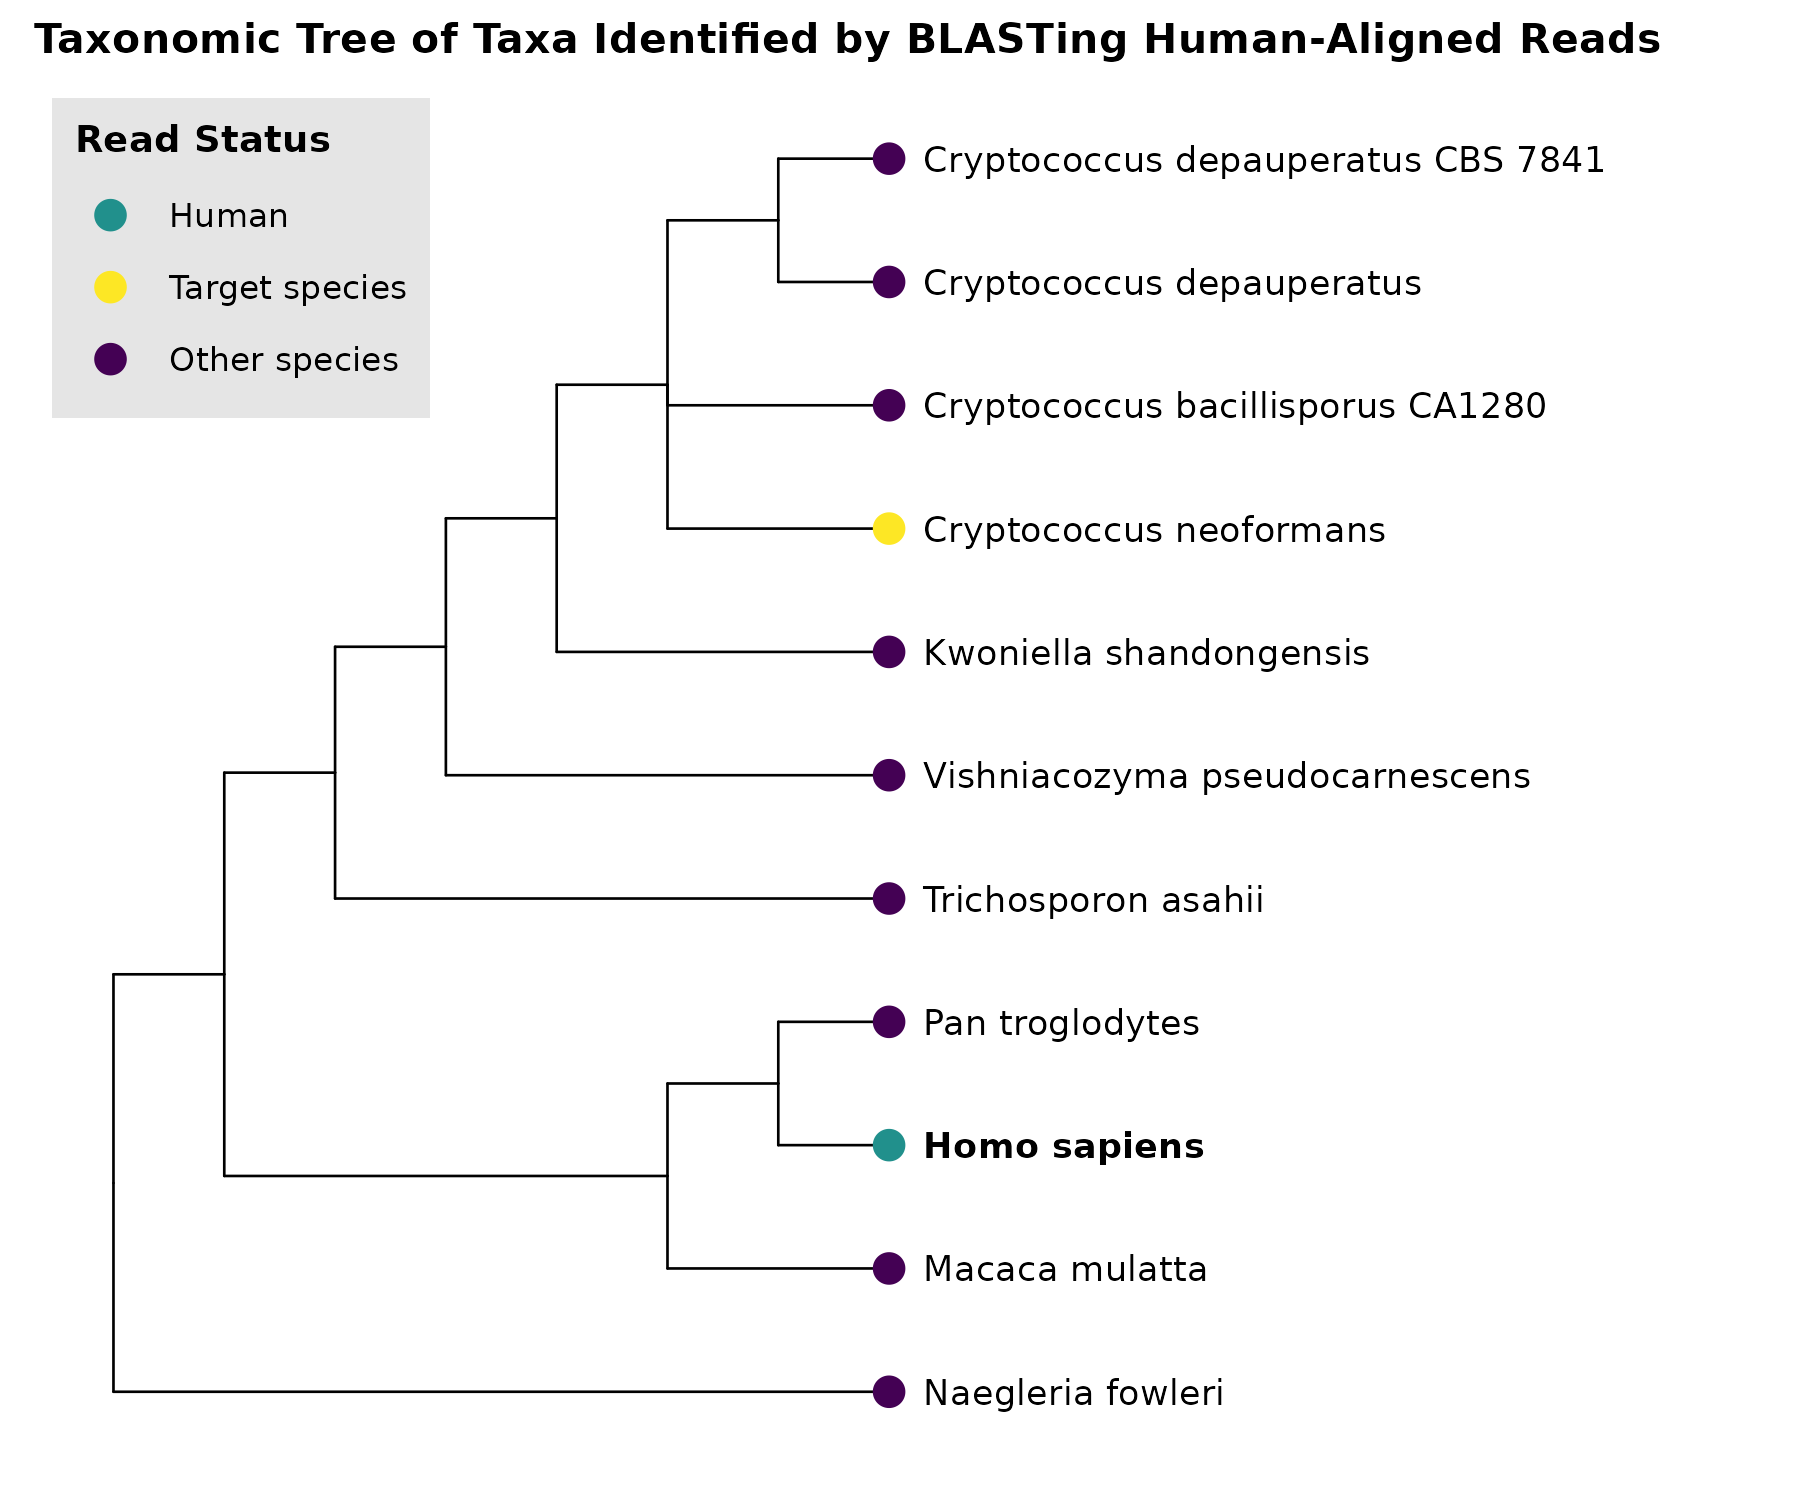 Taxonomic Tree of Taxa Identified by BLASTing Human-Aligned Reads
Read Status
Human
Target species
Other species
Cryptococcus depauperatus CBS 7841
Cryptococcus depauperatus
Cryptococcus bacillisporus CA1280
Cryptococcus neoformans
Kwoniella shandongensis
Vishniacozyma pseudocarnescens
Trichosporon asahii
Pan troglodytes
Homo sapiens
Macaca mulatta
Naegleria fowleri